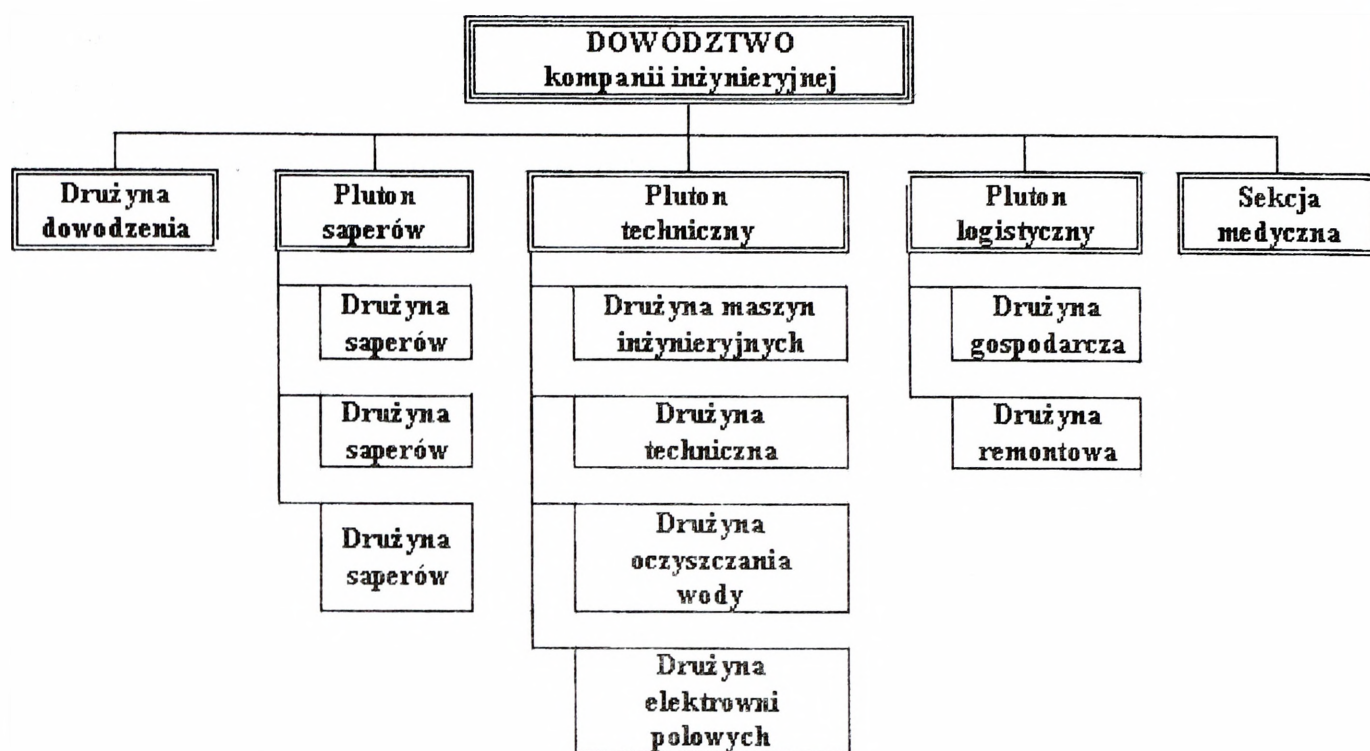 DOWÓDZTWO
kompanii inżynieryjnej
Drużyna
dowodzenia
Pluton
saperów
Pluton
techniczny
Pluton
logistyczny
Sekcja
medyczna
Drużyna
saperów
Drużyna maszyn
inżynieryjnych
Drużyna
gospodarcza
Drużyna
saperów
Drużyna
techniczna
Drużyna
remontowa
Drużyna
saperów
Drużyna
oczyszczania
wody
Drużyna
elektrowni
polowych